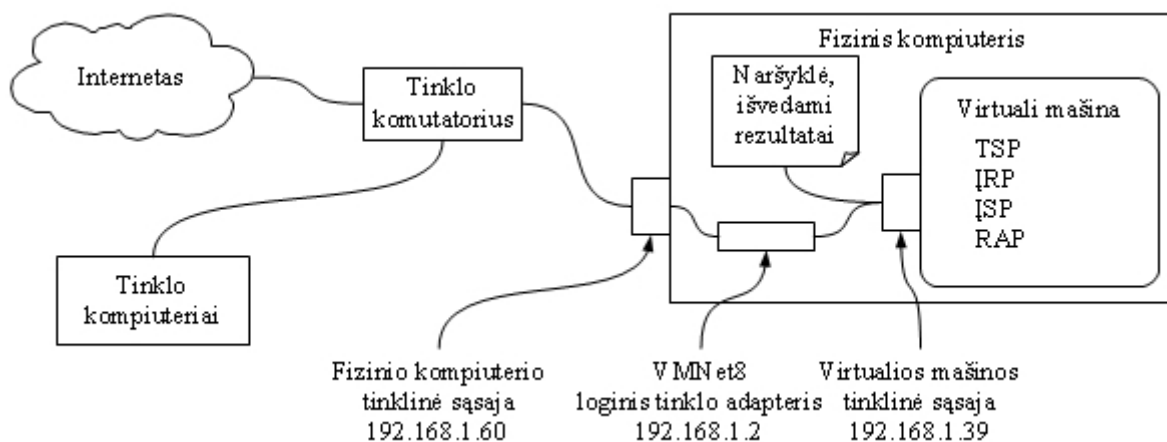 Internetas
Tinklo
komutatorius
Tinklo
kompiuteriai
Fizinis kompiuteris
Naršyklė,
išvedami
rezultatai
Virtuali mašina
TSP
ĮRP
ĮSP
RAP
Fizinio kompiuterio
tinklinė sąsaja
192.168.1.60
VMNet8
loginis tinklo adapteris
192.168.1.2
Virtualios mašinos
tinklinė sąsaja
192.168.1.39